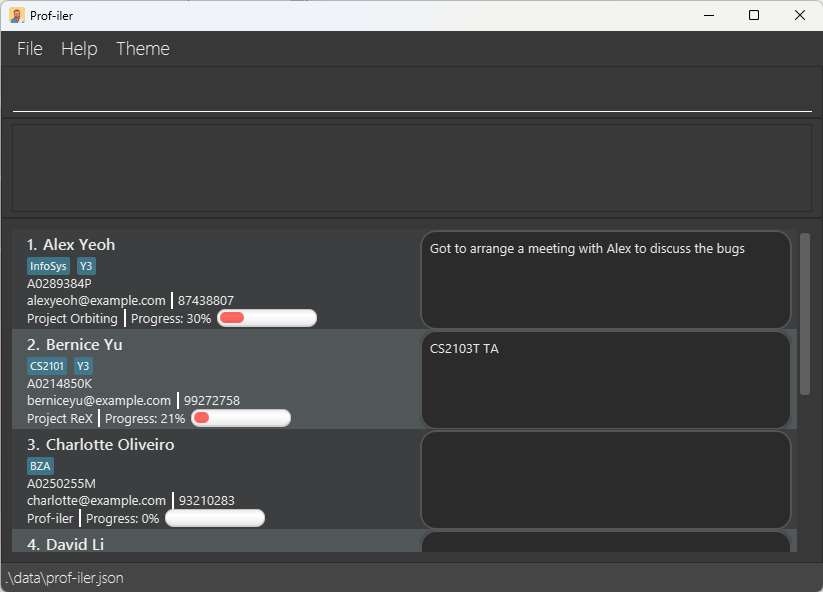 Prof-iler
File Help Theme
1. Alex Yeoh
InfoSys Y3
A0289384P
alexyeoh@example.com 87438807
Project Orbiting Progress: 30%
Got to arrange a meeting with Alex to discuss the bugs
2. Bernice Yu
CS2101 Y3
A0214850K
berniceyu@example.com 99272758
Project ReX Progress: 21%
CS2103T TA
3. Charlotte Oliveiro
BZA
A0250255M
charlotte@example.com 93210283
Prof-iler Progress: 0%
4. David Li
.\data\prof-iler.json